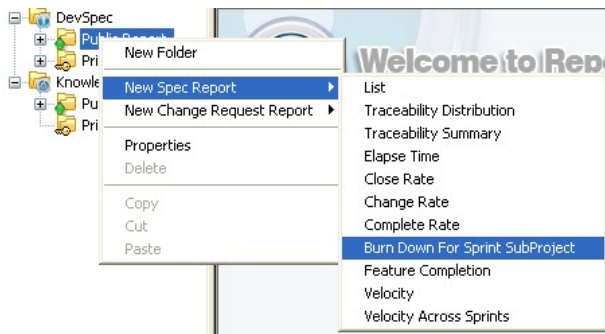 DevSpec
Public Report
Pri
Knowle
Pu
Pri
Welcome to Rep
New Folder
New Spec Report
New Change Request Report
Properties
Delete
Copy
Cut
Paste
List
Traceability Distribution
Traceability Summary
Elapse Time
Close Rate
Change Rate
Complete Rate
Burn Down For Sprint SubProject
Feature Completion
Velocity
Velocity Across Sprints